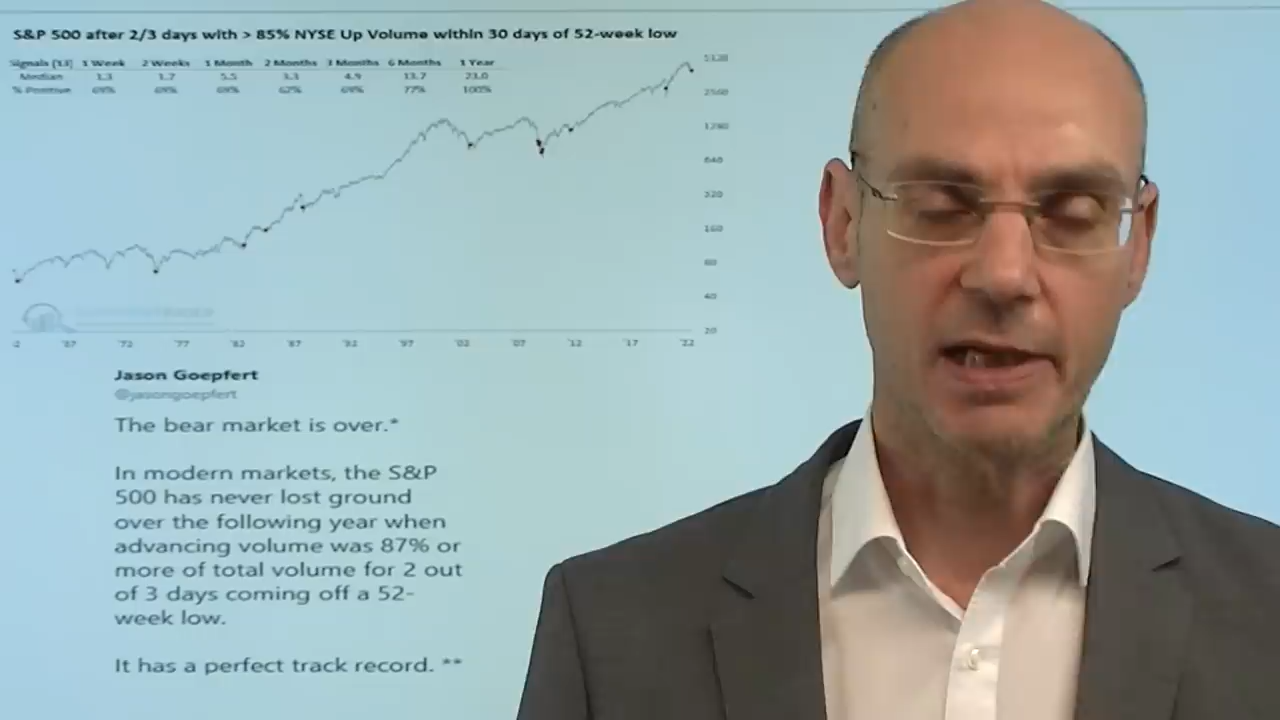 S&P 500 after 2/3 days with > 85% NYSE Up Volume within 30 days of 52-week low
Signals (13) 1 Week 2 Weeks 1 Month 2 Months 3 Months 6 Months 1 Year
Median 1.3 1.7 5.5 3.3 4.9 13.7 23.0
% Positive 69% 69% 69% 62% 69% 77% 100%
5120
2560
1280
640
320
160
80
40
20
'67 '72 '77 '82 '87 '92 '97 '02 '07 '12 '17 '22
Jason Goepfert
@jasongoepfert
The bear market is over.*
In modern markets, the S&P
500 has never lost ground
over the following year when
advancing volume was 87% or
more of total volume for 2 out
of 3 days coming off a 52-
week low.
It has a perfect track record. **